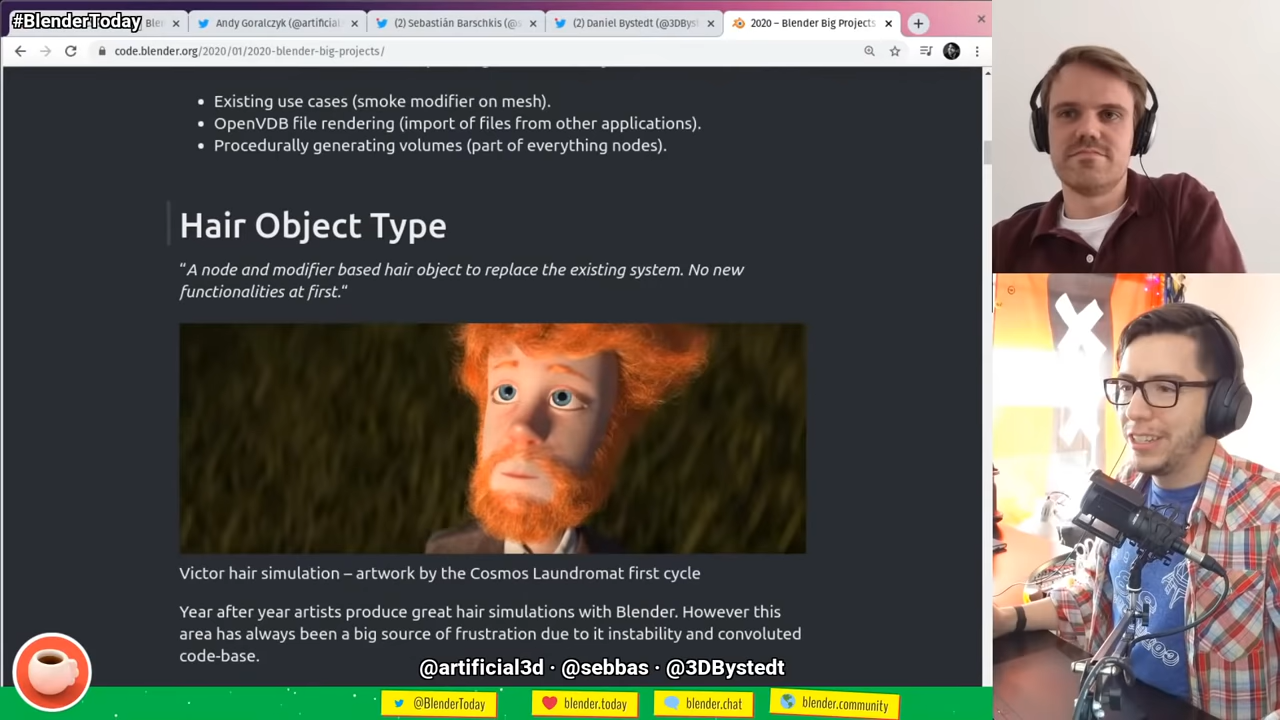 #BlenderToday
Andy Goralczyk (@artificial
(2) Sebastián Barschkis (@s
(2) Daniel Bystedt (@3DByst
2020 – Blender Big Projects
code.blender.org/2020/01/2020-blender-big-projects/
Existing use cases (smoke modifier on mesh).
OpenVDB file rendering (import of files from other applications).
Procedurally generating volumes (part of everything nodes).
Hair Object Type
“A node and modifier based hair object to replace the existing system. No new
functionalities at first.“
Victor hair simulation – artwork by the Cosmos Laundromat first cycle
Year after year artists produce great hair simulations with Blender. However this
area has always been a big source of frustration due to it instability and convoluted
code-base.
@artificial3d · @sebbas · @3DBystedt
@BlenderToday
blender.today
blender.chat
blender.community